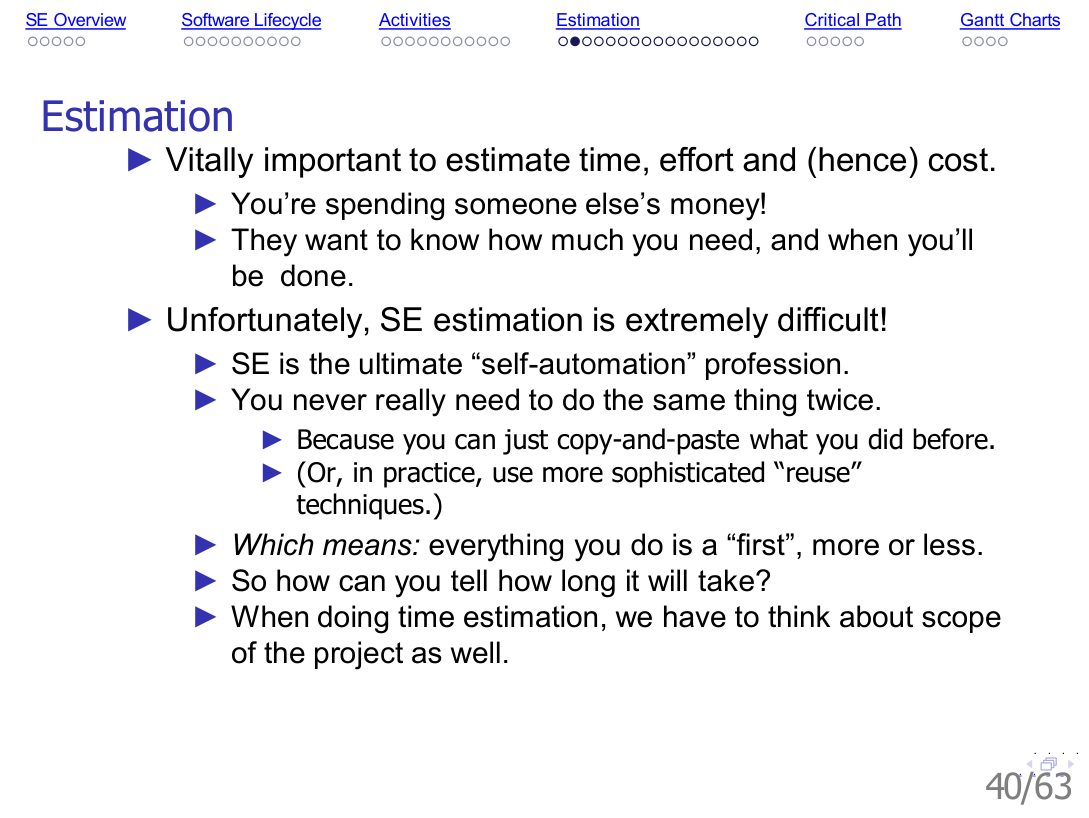 SE Overview Software Lifecycle Activities Estimation Critical Path Gantt Charts
Estimation
► Vitally important to estimate time, effort and (hence) cost.
► You’re spending someone else’s money!
► They want to know how much you need, and when you’ll
be done.
► Unfortunately, SE estimation is extremely difficult!
► SE is the ultimate “self-automation” profession.
► You never really need to do the same thing twice.
► Because you can just copy-and-paste what you did before.
► (Or, in practice, use more sophisticated “reuse”
techniques.)
► Which means: everything you do is a “first”, more or less.
► So how can you tell how long it will take?
► When doing time estimation, we have to think about scope
of the project as well.
40/63